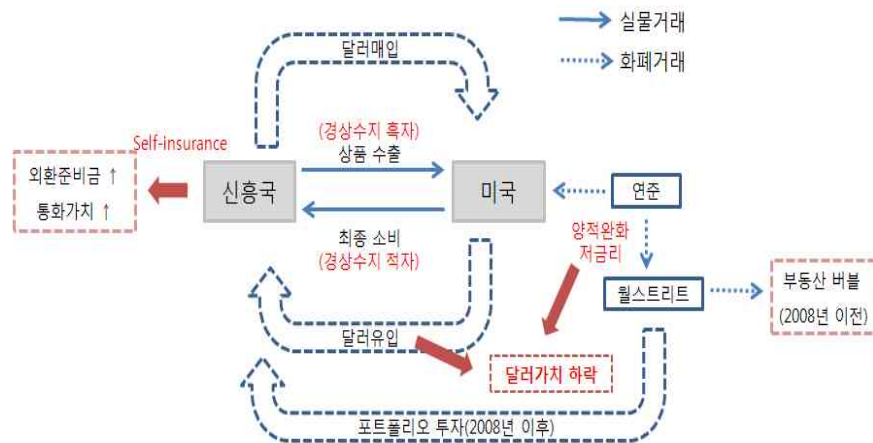 실물거래
화폐거래
달러매입
Self-insurance
외환준비금 ↑
통화가치 ↑
신흥국
(경상수지 흑자)
상품 수출
미국
연준
최종 소비
(경상수지 적자)
양적완화
저금리
월스트리트
부동산 버블
(2008년 이전)
달러유입
달러가치 하락
포트폴리오 투자(2008년 이후)